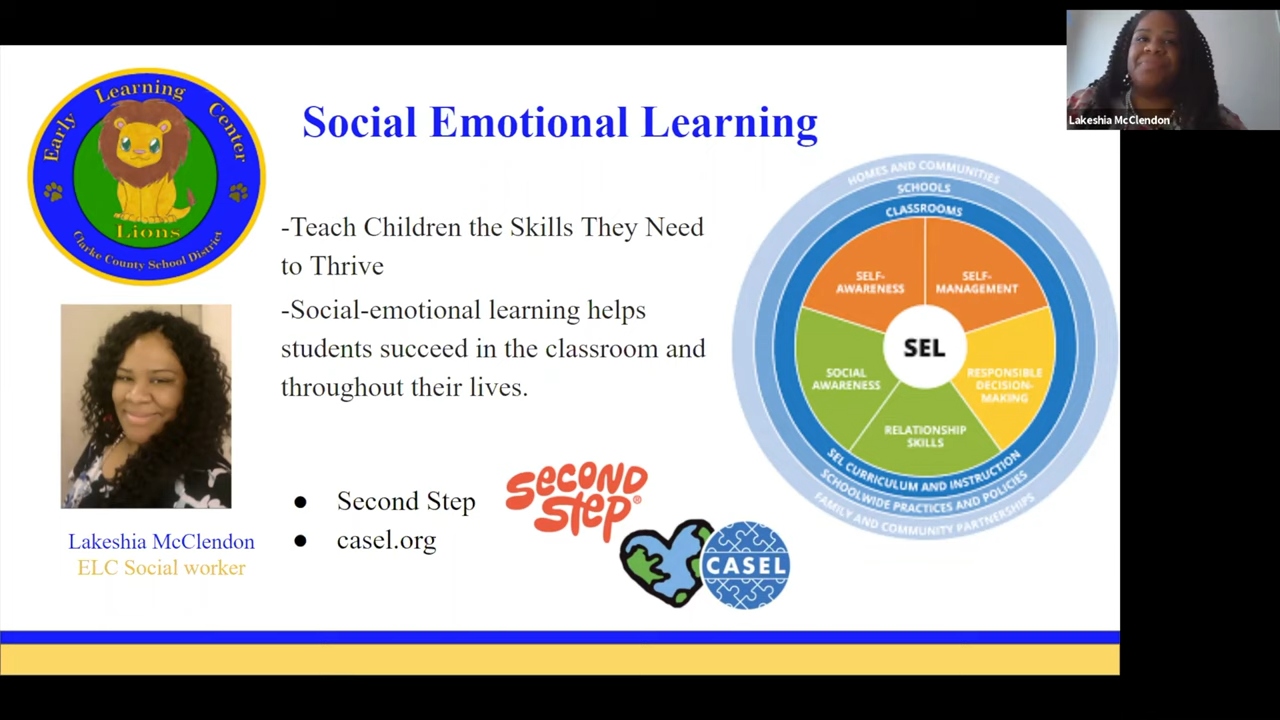 Early Learning Center
Lions
Clarke County School District
Social Emotional Learning
-Teach Children the Skills They Need
to Thrive
-Social-emotional learning helps
students succeed in the classroom and
throughout their lives.
● Second Step
● casel.org
SECOND
STEP®
CASEL
Lakeshia McClendon
ELC Social worker
HOMES AND COMMUNITIES
SCHOOLS
CLASSROOMS
SELF-
AWARENESS
SELF-
MANAGEMENT
SEL
SOCIAL
AWARENESS
RESPONSIBLE
DECISION-
MAKING
RELATIONSHIP
SKILLS
SEL CURRICULUM AND INSTRUCTION
SCHOOLWIDE PRACTICES AND POLICIES
FAMILY AND COMMUNITY PARTNERSHIPS
Lakeshia McClendon